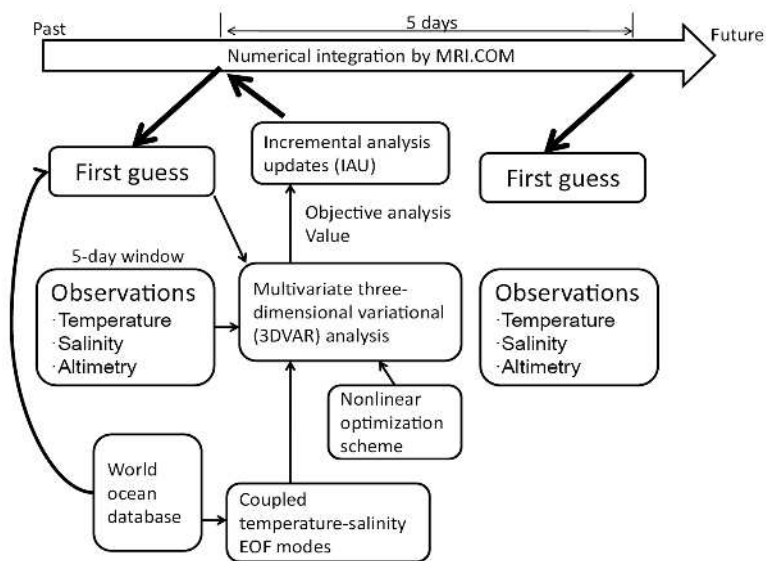 Past
5 days
Future
Numerical integration by MRI.COM
First guess
Incremental analysis
updates (IAU)
First guess
Objective analysis
Value
5-day window
Observations
·Temperature
·Salinity
·Altimetry
Multivariate three-
dimensional variational
(3DVAR) analysis
Observations
·Temperature
·Salinity
·Altimetry
Nonlinear
optimization
scheme
World
ocean
database
Coupled
temperature-salinity
EOF modes